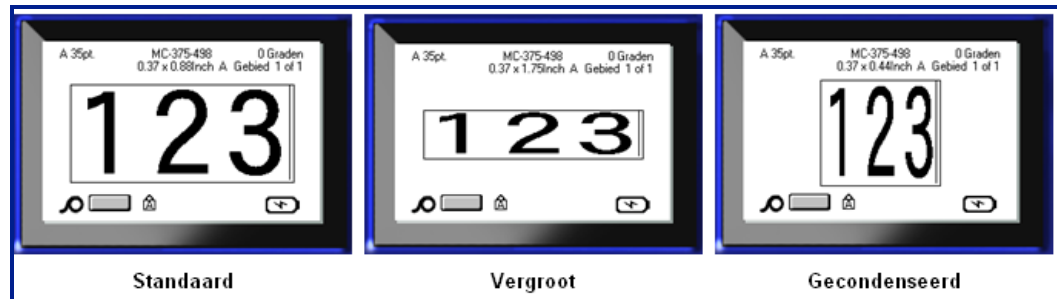 A 35pt. MC-375-498 0 Graden
0.37 x 0.88Inch A Gebied 1 of 1
123
A 35pt. MC-375-498 0 Graden
0.37 x 1.75Inch A Gebied 1 of 1
123
A 35pt. MC-375-498 0 Graden
0.37 x 0.44Inch A Gebied 1 of 1
123
Standaard
Vergroot
Gecondenseerd